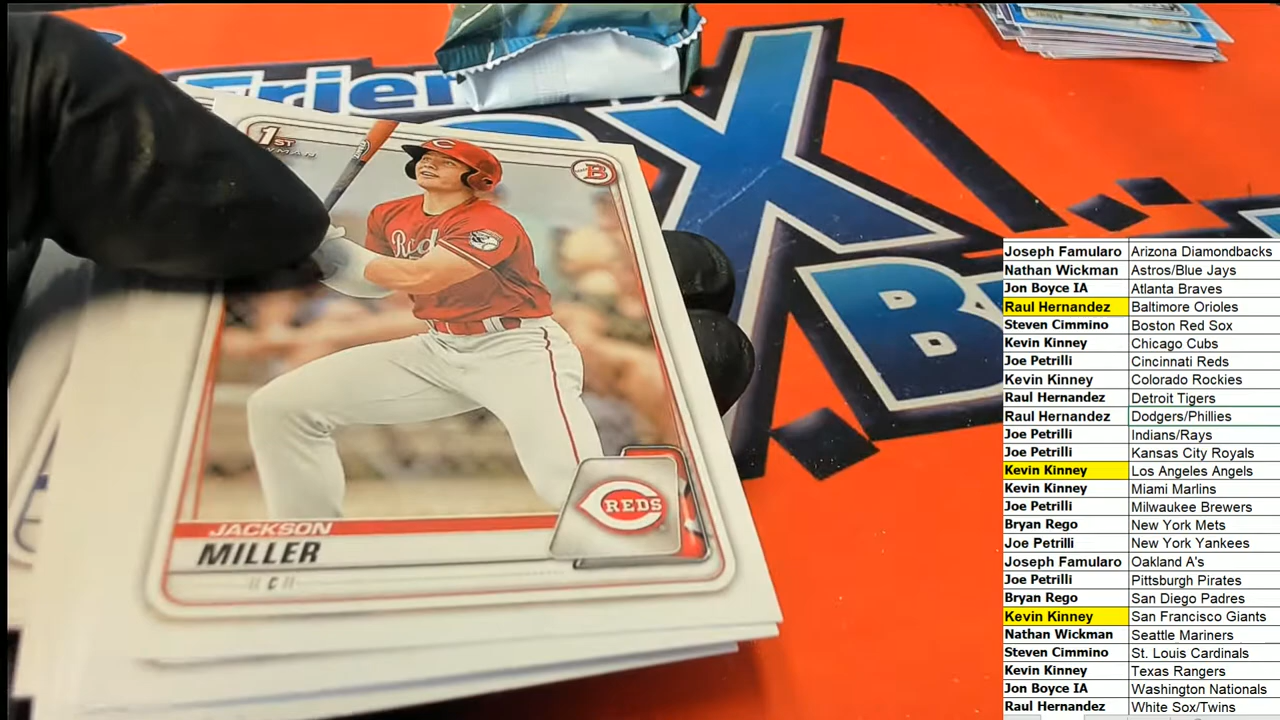 Frien
OX
B
1ST
BOWMAN
B
C
Reds
REDS
JACKSON
MILLER
C
Joseph Famularo Arizona Diamondbacks
Nathan Wickman Astros/Blue Jays
Jon Boyce IA Atlanta Braves
Raul Hernandez Baltimore Orioles
Steven Cimmino Boston Red Sox
Kevin Kinney Chicago Cubs
Joe Petrilli Cincinnati Reds
Kevin Kinney Colorado Rockies
Raul Hernandez Detroit Tigers
Raul Hernandez Dodgers/Phillies
Joe Petrilli Indians/Rays
Joe Petrilli Kansas City Royals
Kevin Kinney Los Angeles Angels
Kevin Kinney Miami Marlins
Joe Petrilli Milwaukee Brewers
Bryan Rego New York Mets
Joe Petrilli New York Yankees
Joseph Famularo Oakland A's
Joe Petrilli Pittsburgh Pirates
Bryan Rego San Diego Padres
Kevin Kinney San Francisco Giants
Nathan Wickman Seattle Mariners
Steven Cimmino St. Louis Cardinals
Kevin Kinney Texas Rangers
Jon Boyce IA Washington Nationals
Raul Hernandez White Sox/Twins